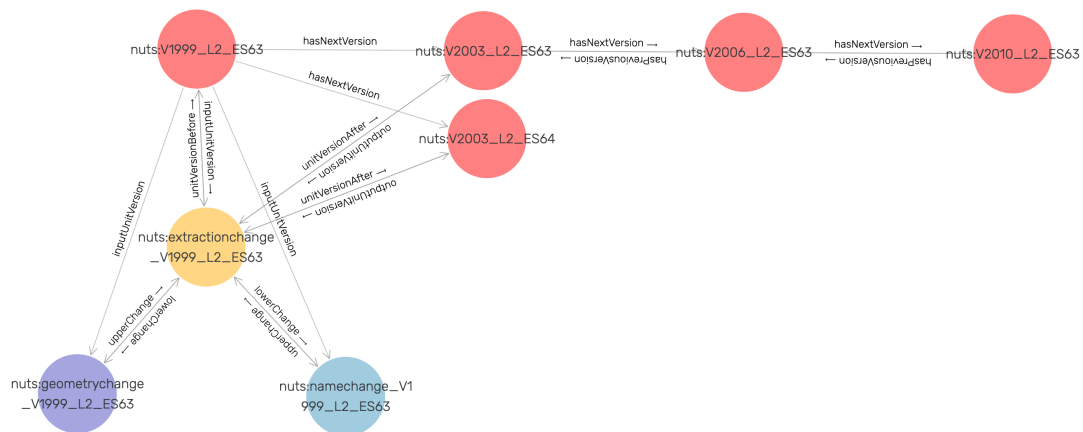 nuts:V1999_L2_ES63
hasNextVersion
nuts:V2003_L2_ES63
hasNextVersion →
hasPreviousVersion →
nuts:V2006_L2_ES63
hasNextVersion →
hasPreviousVersion →
nuts:V2010_L2_ES63
hasNextVersion
nuts:V2003_L2_ES64
unitVersionBefore →
inputUnitVersion →
unitVersionAfter →
outputUnitVersion →
unitVersionAfter →
outputUnitVersion →
inputUnitVersion
inputUnitVersion
nuts:extractionchange
_V1999_L2_ES63
upperChange →
lowerChange →
lowerChange →
upperChange →
nuts:geometrychange
_V1999_L2_ES63
nuts:namechange_V1
999_L2_ES63